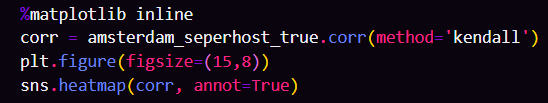 %matplotlib inline
corr = amsterdam_seperhost_true.corr(method='kendall')
plt.figure(figsize=(15,8))
sns.heatmap(corr, annot=True)